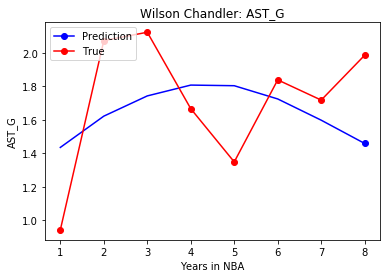 Wilson Chandler: AST_G
Prediction
True
AST_G
2.0
1.8
1.6
1.4
1.2
1.0
1 2 3 4 5 6 7 8
Years in NBA